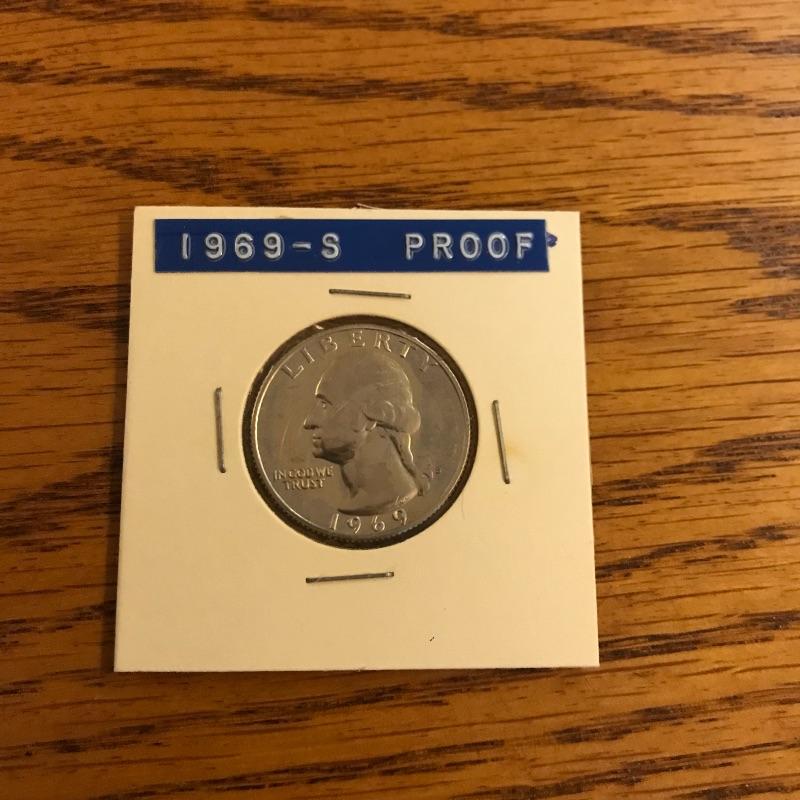 1969-S PROOF
LIBERTY
IN GOD WE
TRUST
S
1969